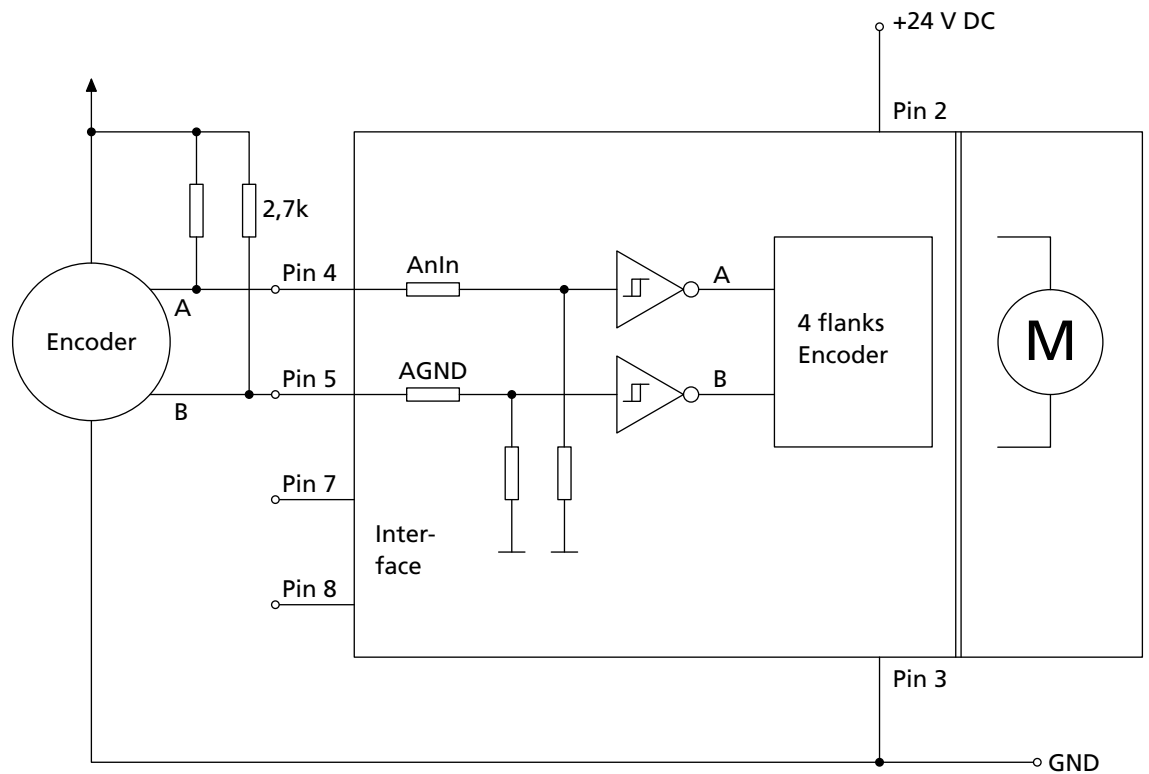 +24 V DC
Pin 2
2,7k
Pin 4
AnIn
A
A
4 flanks
Encoder
M
Encoder
Pin 5
AGND
B
B
Pin 7
Inter-
face
Pin 8
Pin 3
GND